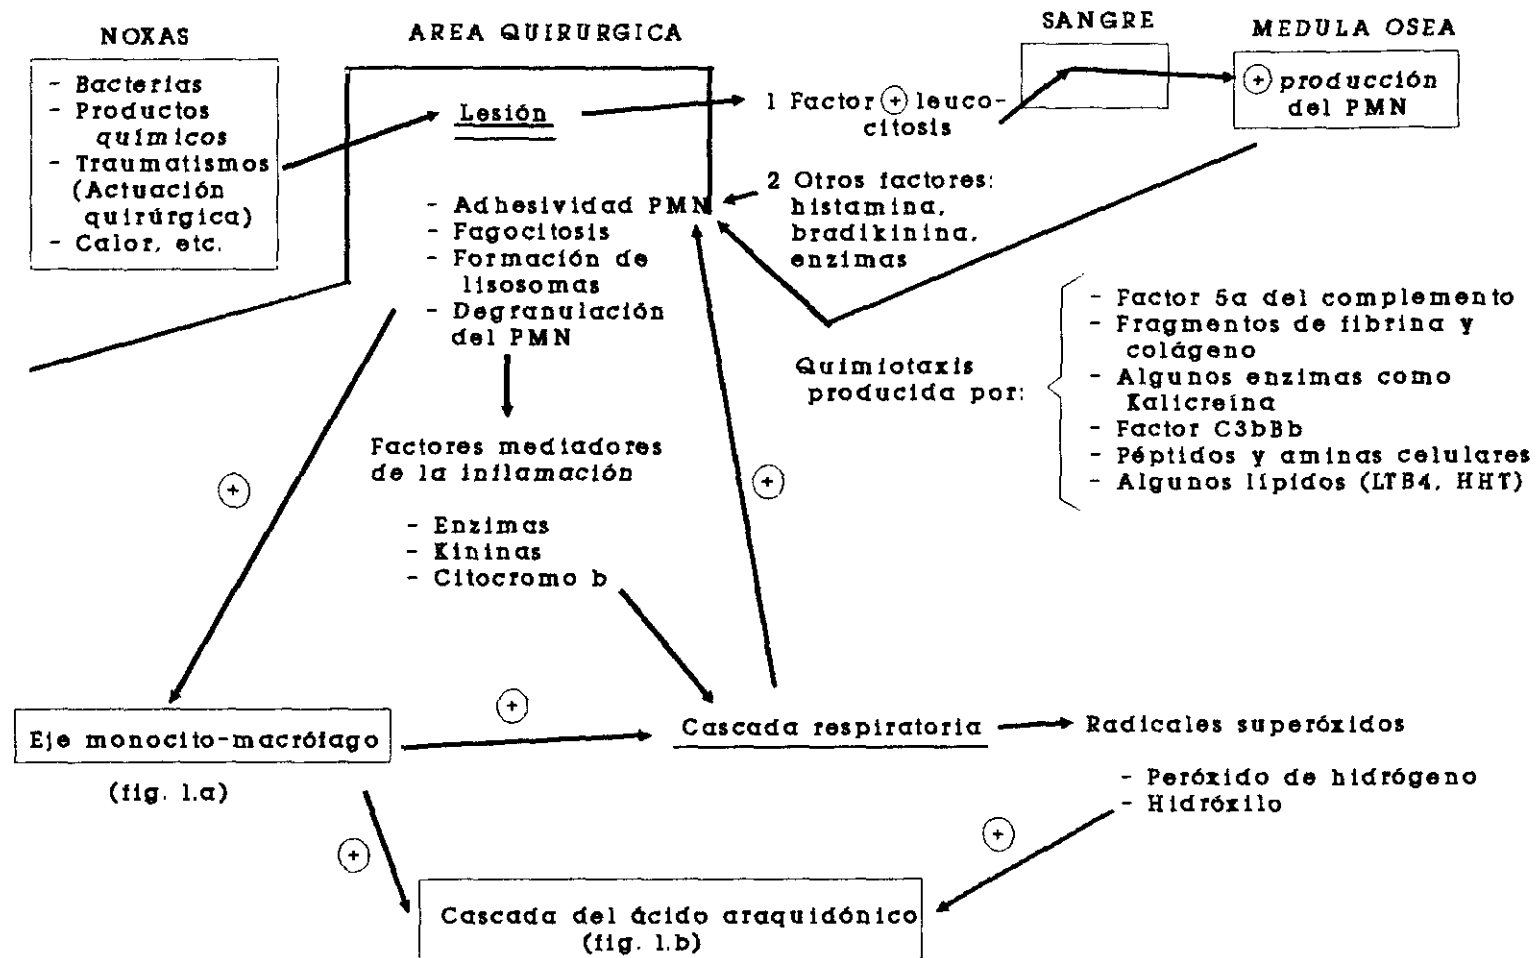 NOXAS
- Bacterias
- Productos
químicos
- Traumatismos
(Actuación
quirúrgica)
- Calor, etc.
AREA QUIRURGICA
Lesión
- Adhesividad PMN
- Fagocitosis
- Formación de
lisosomas
- Degranulación
del PMN
1 Factor (+) leuco-
citosis
2 Otros factores:
histamina,
bradikinina,
enzimas
SANGRE
MEDULA OSEA
(+) producción
del PMN
Quimiotaxis
producida por:
- Factor 5a del complemento
- Fragmentos de fibrina y
colágeno
- Algunos enzimas como
Kalicreína
- Factor C3bBb
- Péptidos y aminas celulares
- Algunos lípidos (LTB4, HHT)
Factores mediadores
de la inflamación
- Enzimas
- Kininas
- Citocromo b
+
+
Eje monocito-macrófago
(fig. 1.a)
+
Cascada respiratoria
Radicales superóxidos
- Peróxido de hidrógeno
- Hidróxilo
+
+
Cascada del ácido araquidónico
(fig. 1.b)